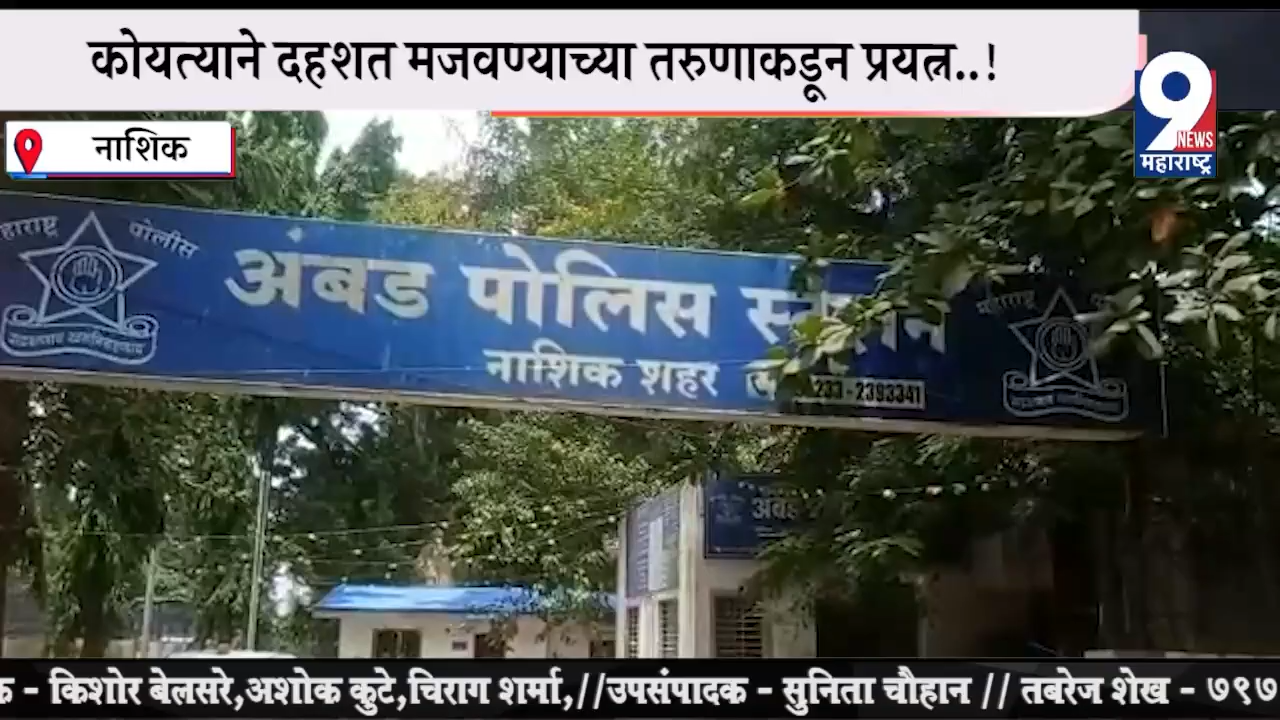 कोयत्याने दहशत मजवण्याच्या तरुणाकडून प्रयत्न..!
9 NEWS
महाराष्ट्र
नाशिक
हाराष्ट्र पोलीस
अंबड पोलिस स्टेशन
महाराष्ट्र
नाशिक शहर
233-2393341
अंबड
- किशोर बेलसरे,अशोक कुटे,चिराग शर्मा,//उपसंपादक - सुनिता चौहान // तबरेज शेख - ७९७